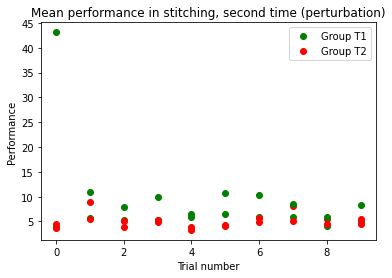 Mean performance in stitching, second time (perturbation)
45
40
35
30
25
20
15
10
5
Performance
Group T1
Group T2
0 2 4 6 8
Trial number